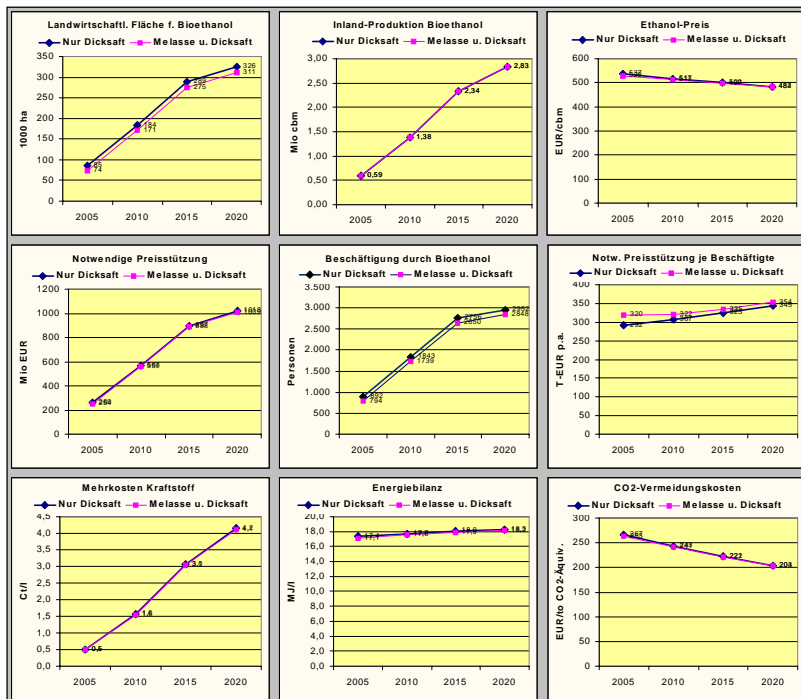 Landwirtschaftl. Fläche f. Bioethanol
Nur Dicksaft Melasse u. Dicksaft
1000 ha
350
300
250
200
150
100
50
0
85
74
184
171
289
275
326
311
2005 2010 2015 2020
Inland-Produktion Bioethanol
Nur Dicksaft Melasse u. Dicksaft
Mio cbm
3,00
2,50
2,00
1,50
1,00
0,50
0,00
0,59
1,38
2,34
2,83
2005 2010 2015 2020
Ethanol-Preis
Nur Dicksaft Melasse u. Dicksaft
EUR/cbm
600
500
400
300
200
100
0
2005 2010 2015 2020
Notwendige Preisstützung
Nur Dicksaft Melasse u. Dicksaft
Mio EUR
1200
1000
800
600
400
200
0
2005 2010 2015 2020
Beschäftigung durch Bioethanol
Nur Dicksaft Melasse u. Dicksaft
Personen
3.500
3.000
2.500
2.000
1.500
1.000
500
0
892
794
1843
1739
2650
2952
2848
2005 2010 2015 2020
Notw. Preisstützung je Beschäftigte
Nur Dicksaft Melasse u. Dicksaft
T-EUR p.a.
400
350
300
250
200
150
100
50
0
320
292
322
307
335
325
354
345
2005 2010 2015 2020
Mehrkosten Kraftstoff
Nur Dicksaft Melasse u. Dicksaft
Ct/l
4,5
4,0
3,5
3,0
2,5
2,0
1,5
1,0
0,5
0,0
0,5
1,6
2005 2010 2015 2020
Energiebilanz
Nur Dicksaft Melasse u. Dicksaft
MJ/l
20,0
18,0
16,0
14,0
12,0
10,0
8,0
6,0
4,0
2,0
0,0
17,4
17,1
2005 2010 2015 2020
CO2-Vermeidungskosten
Nur Dicksaft Melasse u. Dicksaft
EUR/to CO2-Äquiv.
300
250
200
150
100
50
0
2005 2010 2015 2020